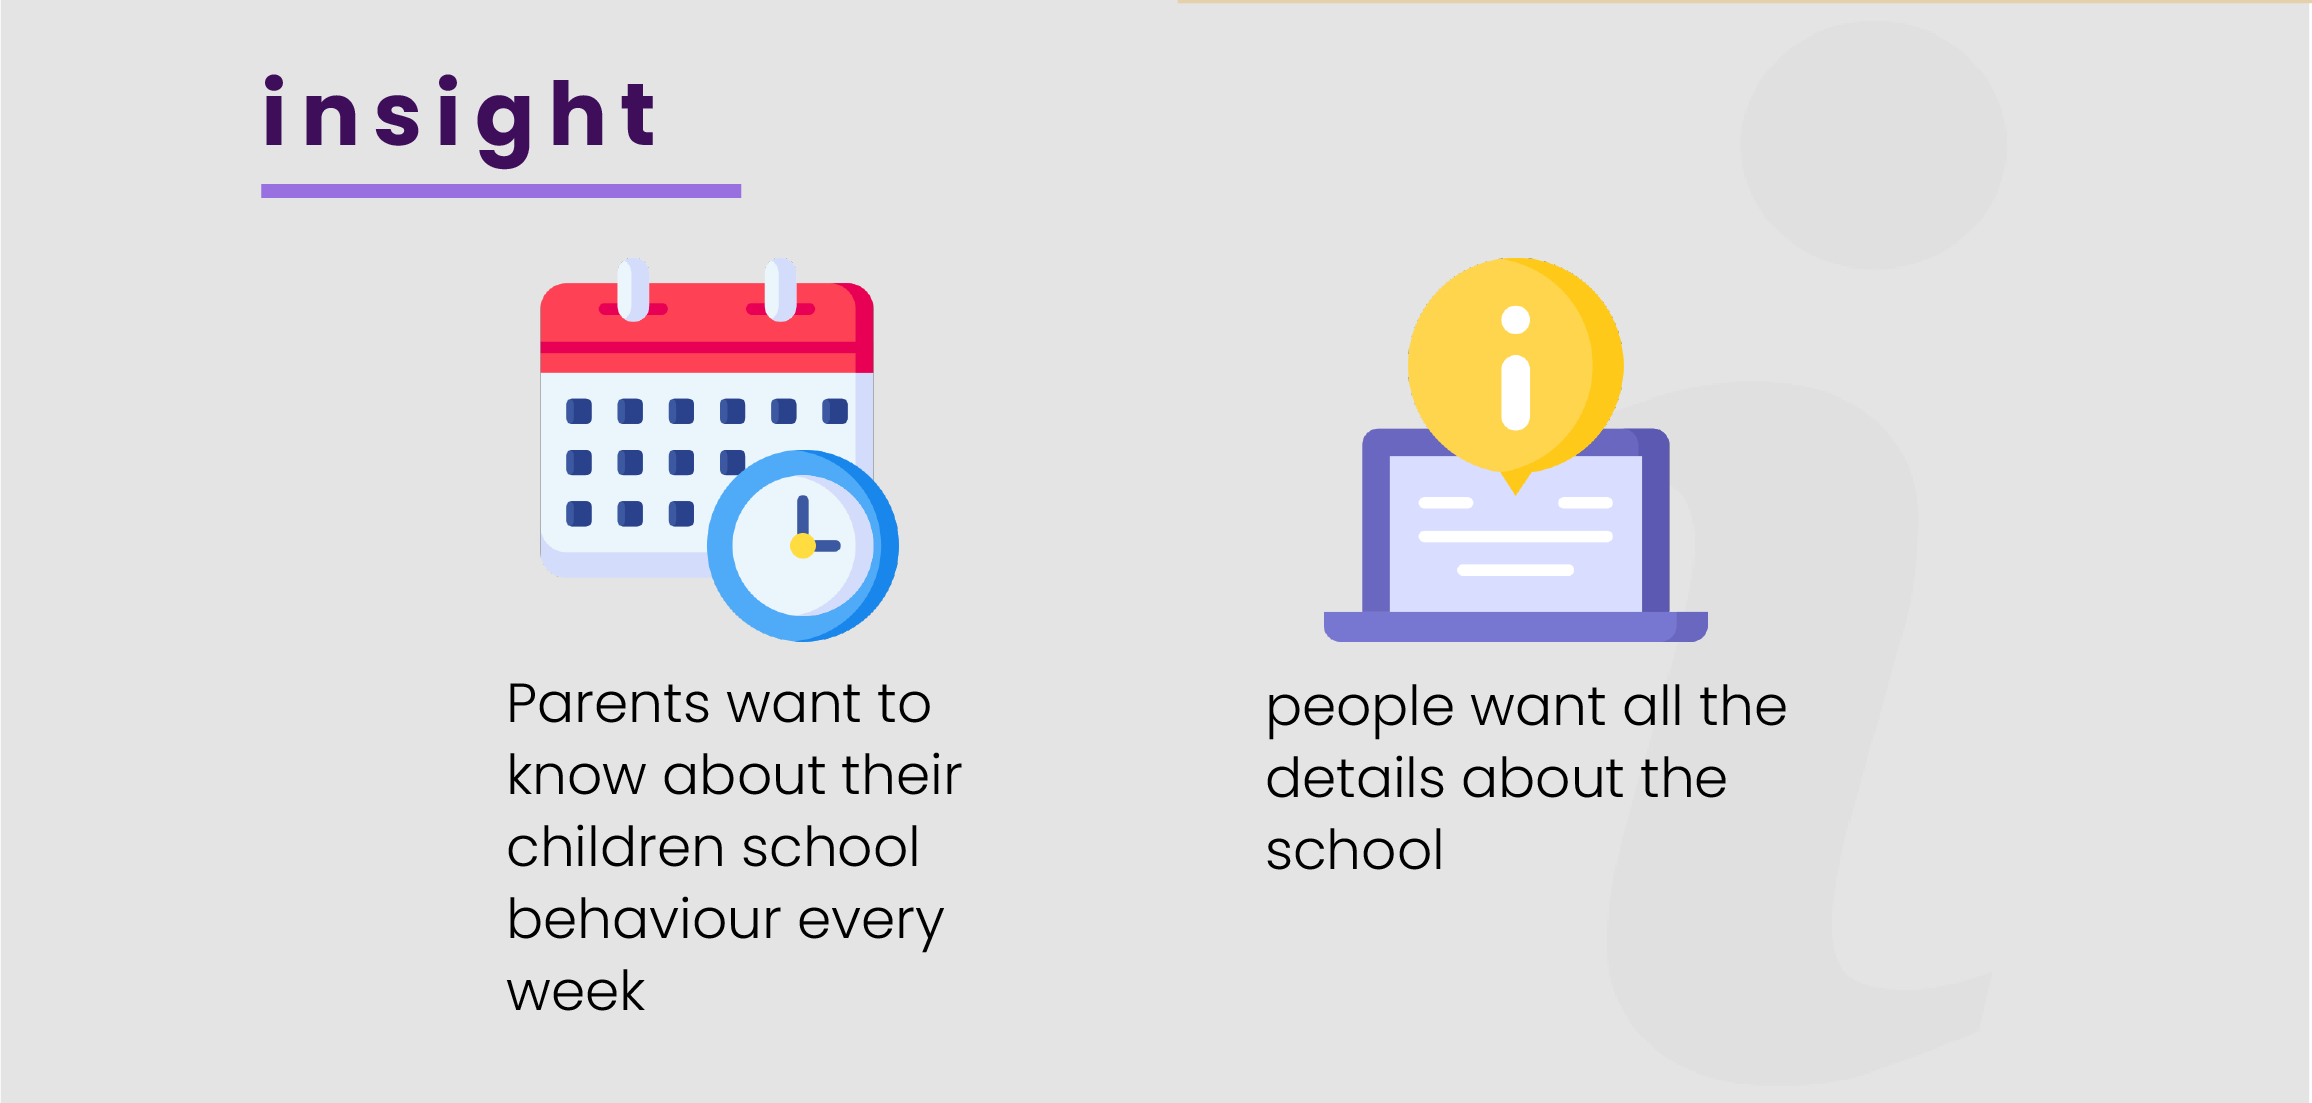 insight
Parents want to
know about their
children school
behaviour every
week
people want all the
details about the
school